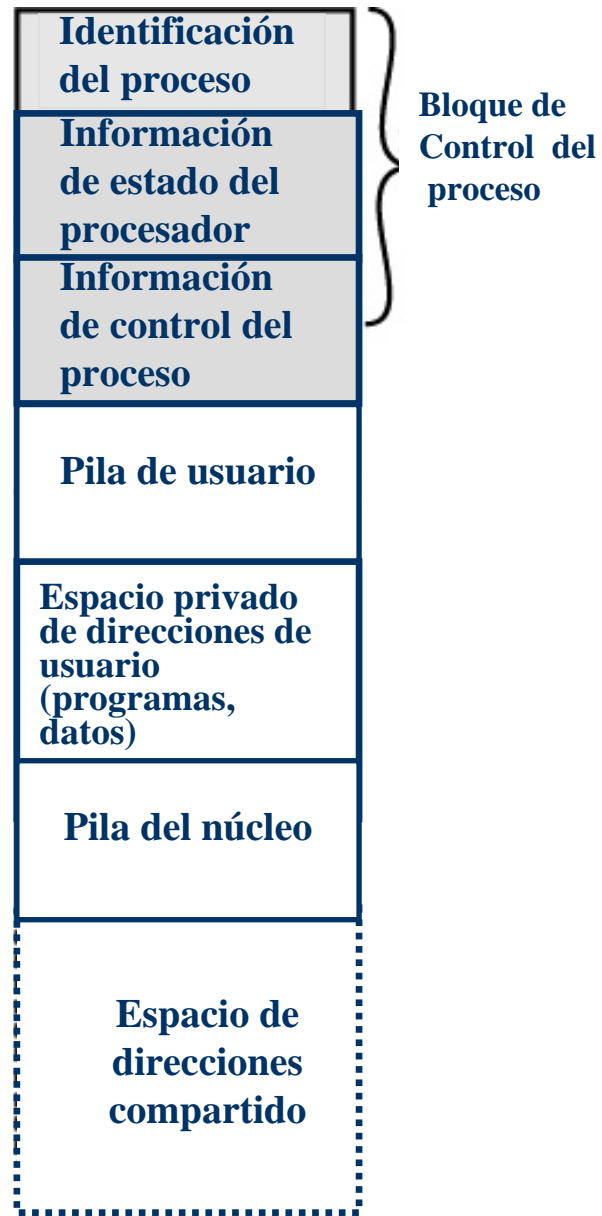 Identificación
del proceso
Información
de estado del
procesador
Información
de control del
proceso
Bloque de
Control del
proceso
Pila de usuario
Espacio privado
de direcciones de
usuario
(programas,
datos)
Pila del núcleo
Espacio de
direcciones
compartido